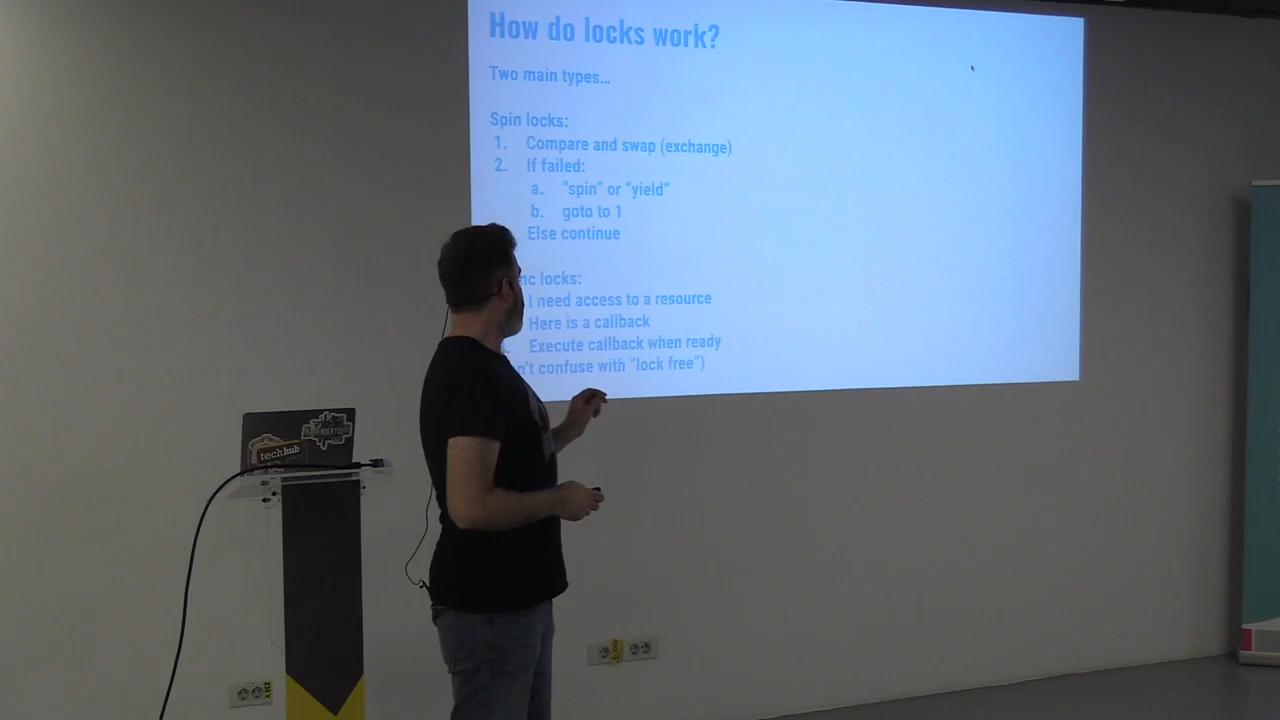 How do locks work?
Two main types…
Spin locks:
1. Compare and swap (exchange)
2. If failed:
a. "spin" or "yield"
b. goto to 1
Else continue
locks:
I need access to a resource
Here is a callback
Execute callback when ready
confuse with "lock free")
techhub